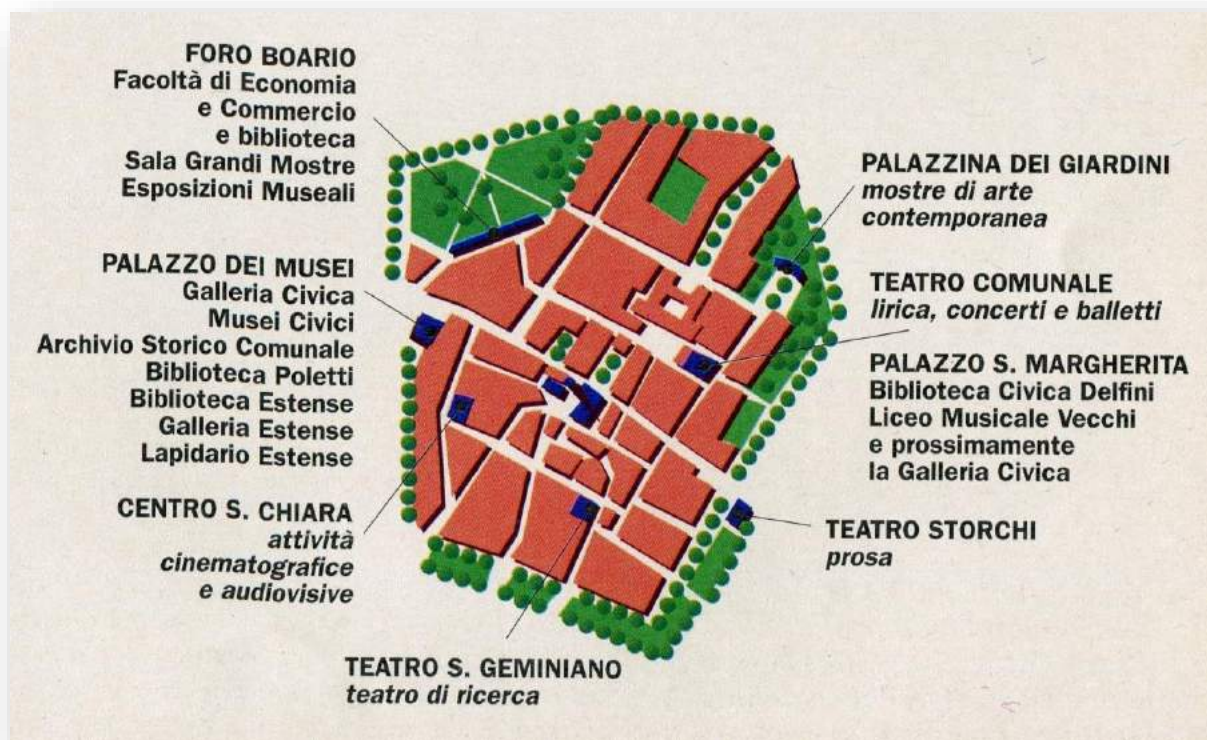 FORO BOARIO
Facoltà di Economia
e Commercio
e biblioteca
Sala Grandi Mostre
Esposizioni Museali
PALAZZO DEI MUSEI
Galleria Civica
Musei Civici
Archivio Storico Comunale
Biblioteca Poletti
Biblioteca Estense
Galleria Estense
Lapidario Estense
CENTRO S. CHIARA
attività
cinematografice
e audiovisive
TEATRO S. GEMINIANO
teatro di ricerca
PALAZZINA DEI GIARDINI
mostre di arte
contemporanea
TEATRO COMUNALE
lirica, concerti e balletti
PALAZZO S. MARGHERITA
Biblioteca Civica Delfini
Liceo Musicale Vecchi
e prossimamente
la Galleria Civica
TEATRO STORCHI
prosa